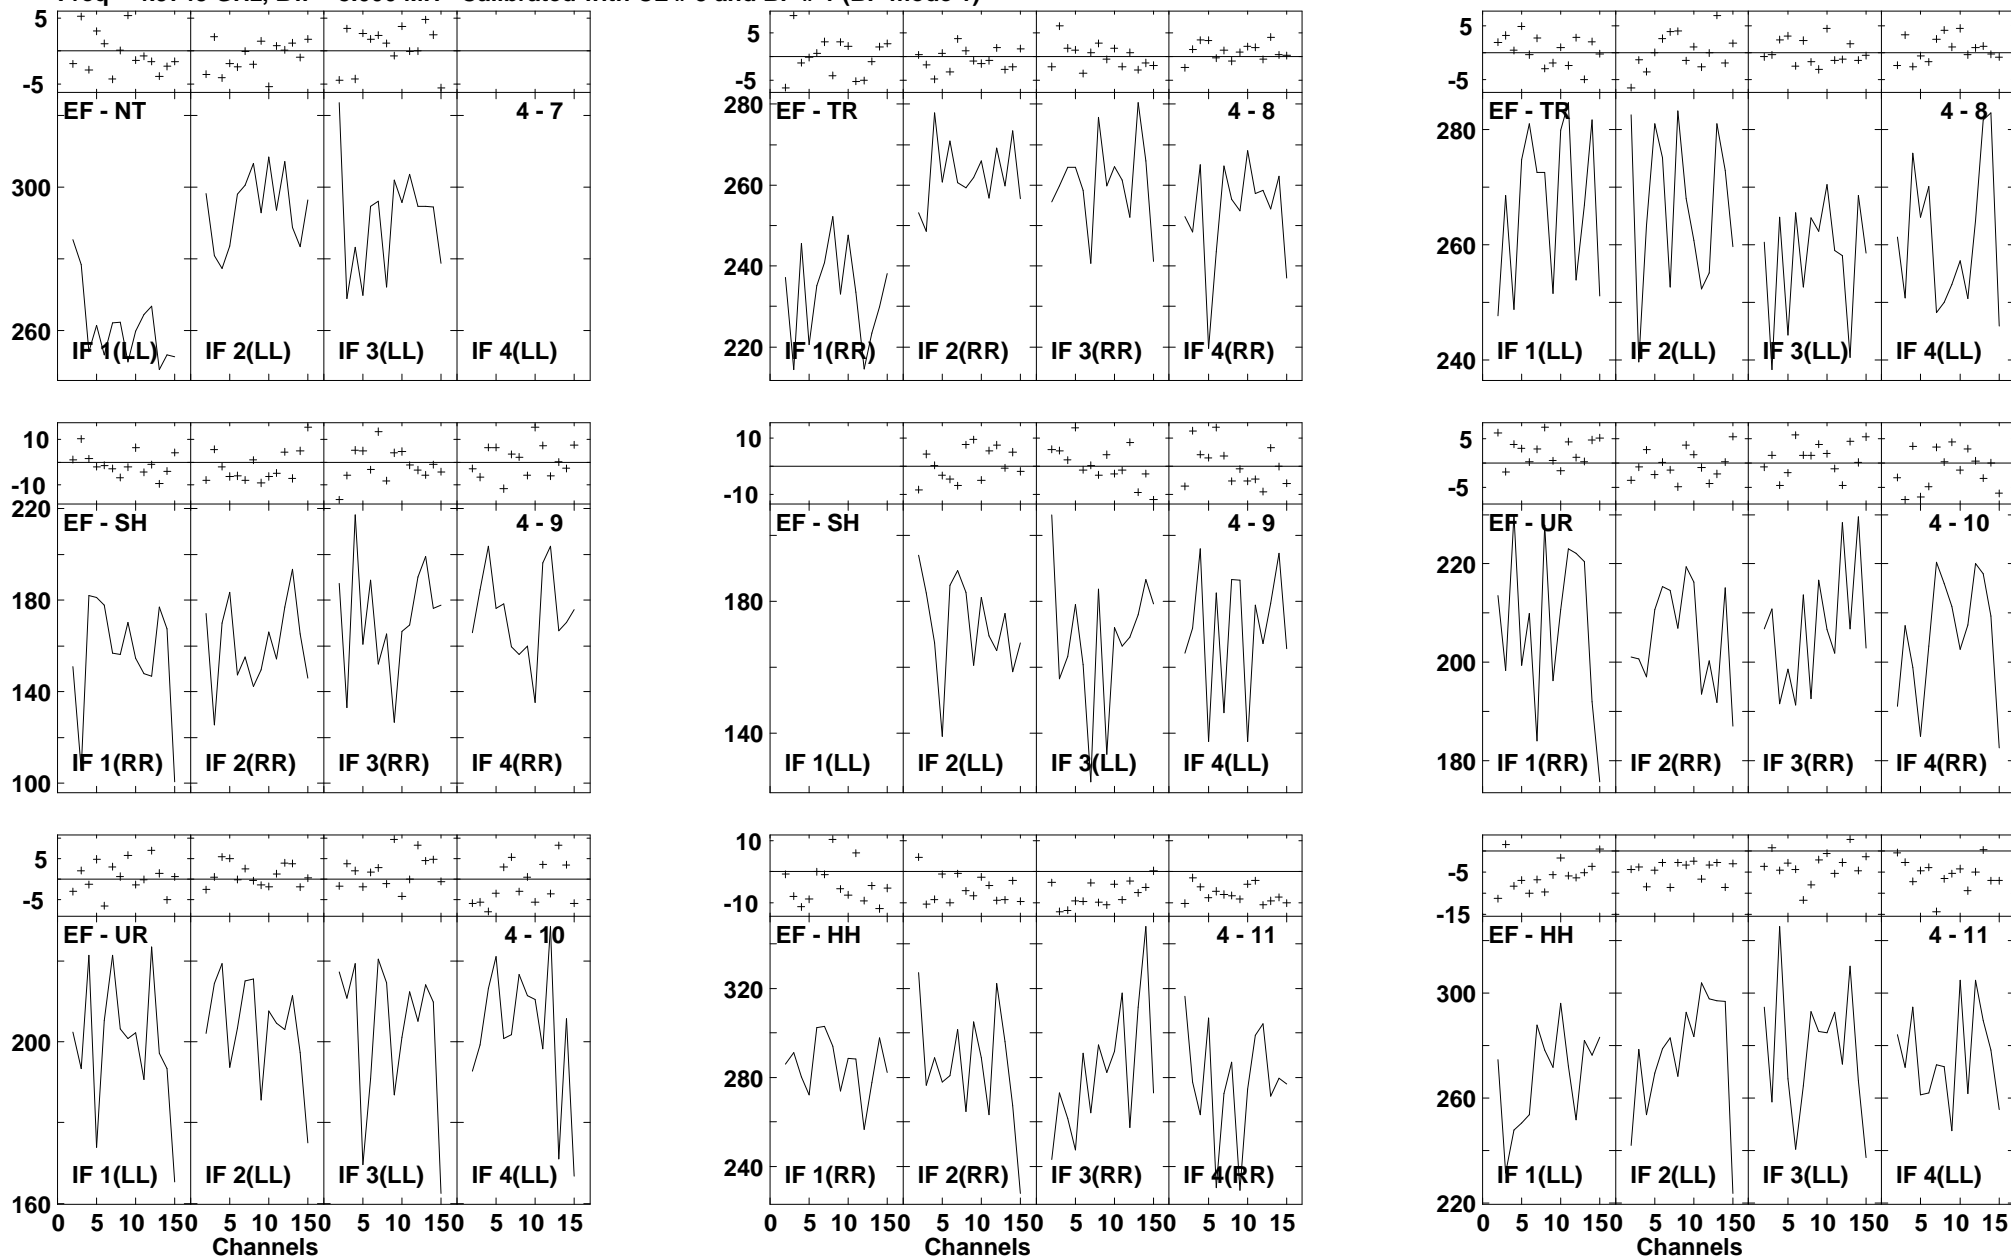 5 5 5
-5 -5 -5
EF - NT 4 - 7 EF - TR 4 - 8 EF - TR 4 - 8
280 280
300 260
240 260
260 220 240
IF 1(LL) IF 2(LL) IF 3(LL) IF 4(LL) IF 1(RR) IF 2(RR) IF 3(RR) IF 4(RR) IF 1(LL) IF 2(LL) IF 3(LL) IF 4(LL)
10 10 5
-10 -10 -5
220
EF - SH 4 - 9 EF - SH 4 - 9 EF - UR 4 - 10
180 180 220
140 140 200
100 180
IF 1(RR) IF 2(RR) IF 3(RR) IF 4(RR) IF 1(LL) IF 2(LL) IF 3(LL) IF 4(LL) IF 1(RR) IF 2(RR) IF 3(RR) IF 4(RR)
5 10 -5
-5 -10 -15
EF - UR 4 - 10 EF - HH 4 - 11 EF - HH 4 - 11
200 320 300
280 260
160 240 220
IF 1(LL) IF 2(LL) IF 3(LL) IF 4(LL) IF 1(RR) IF 2(RR) IF 3(RR) IF 4(RR) IF 1(LL) IF 2(LL) IF 3(LL) IF 4(LL)
0 5 10 150 5 10 150 5 10 150 5 10 15 0 5 10 150 5 10 150 5 10 150 5 10 15 0 5 10 150 5 10 150 5 10 150 5 10 15
Channels Channels Channels